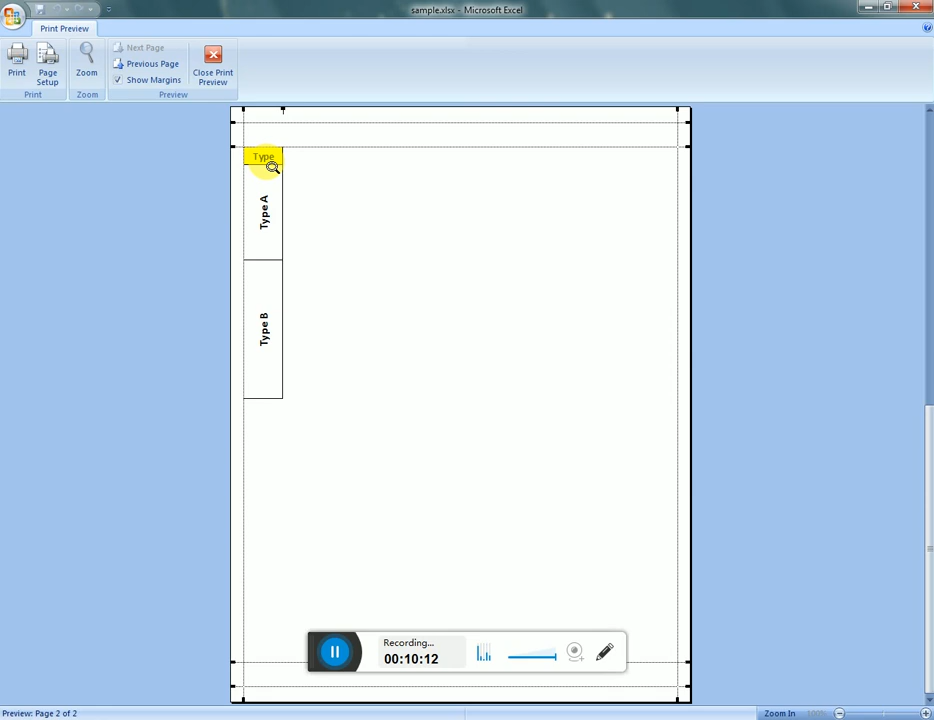 sample.xlsx - Microsoft Excel
Print Preview
Print
Page Setup
Zoom
Next Page
Previous Page
Show Margins
Close Print Preview
Print
Zoom
Preview
Type
Type A
Type B
Recording...
00:10:12
Preview: Page 2 of 2
Zoom In
100%